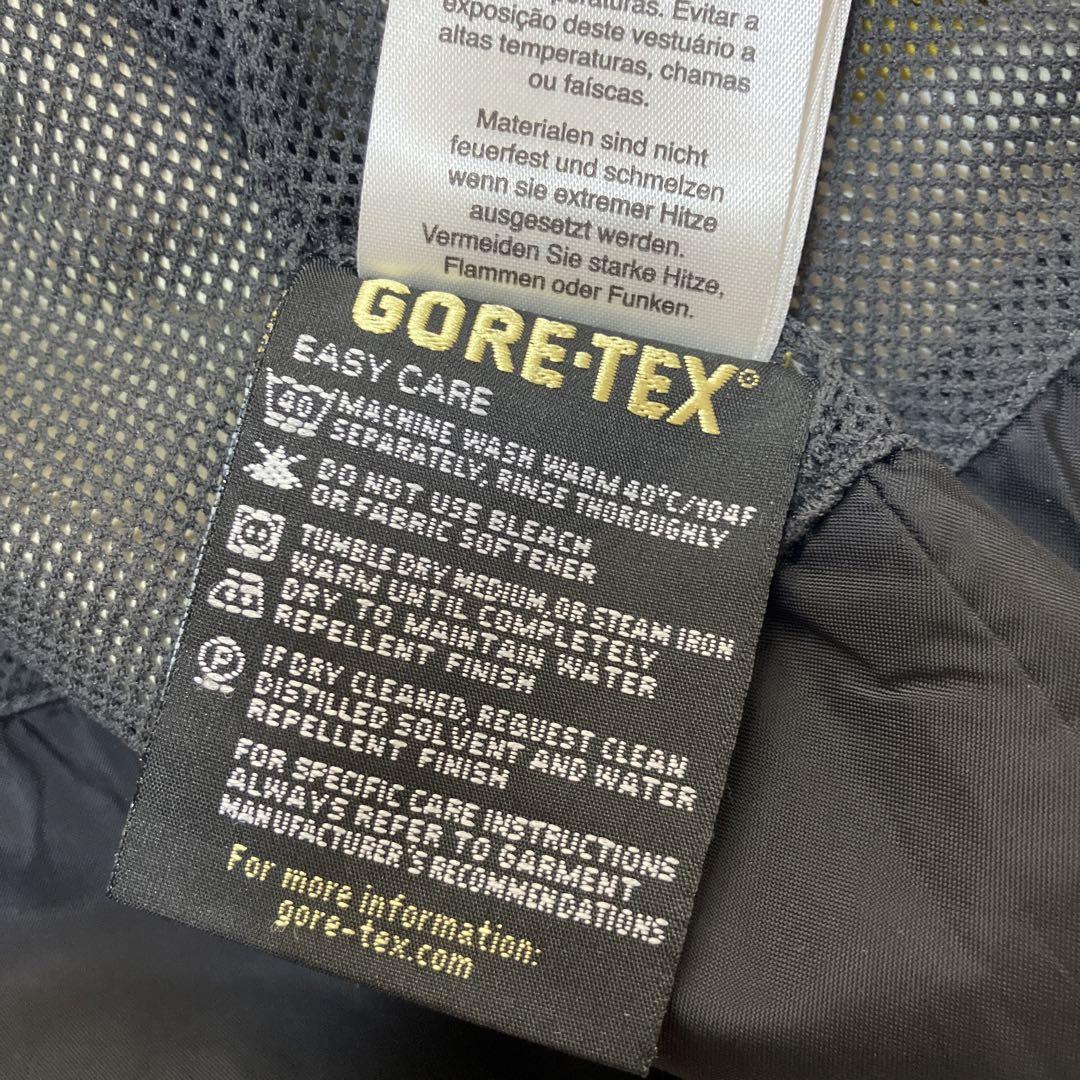 peraturas. Evitar a
exposição deste vestuário a
altas temperaturas, chamas
ou faíscas.
Materialen sind nicht
feuerfest und schmelzen
wenn sie extremer Hitze
ausgesetzt werden.
Vermeiden Sie starke Hitze,
Flammen oder Funken.
GORE-TEX®
EASY CARE
40
MACHINE WASH WARM 40°C/104F
SEPARATELY, RINSE THOROUGHLY
DO NOT USE BLEACH
OR FABRIC SOFTENER
TUMBLE DRY MEDIUM, OR STEAM IRON
WARM UNTIL COMPLETELY
DRY TO MAINTAIN WATER
REPELLENT FINISH
P
IF DRY CLEANED, REQUEST CLEAN
DISTILLED SOLVENT AND WATER
REPELLENT FINISH
FOR SPECIFIC CARE INSTRUCTIONS
ALWAYS REFER TO GARMENT
MANUFACTURER'S RECOMMENDATIONS
For more information:
gore-tex.com